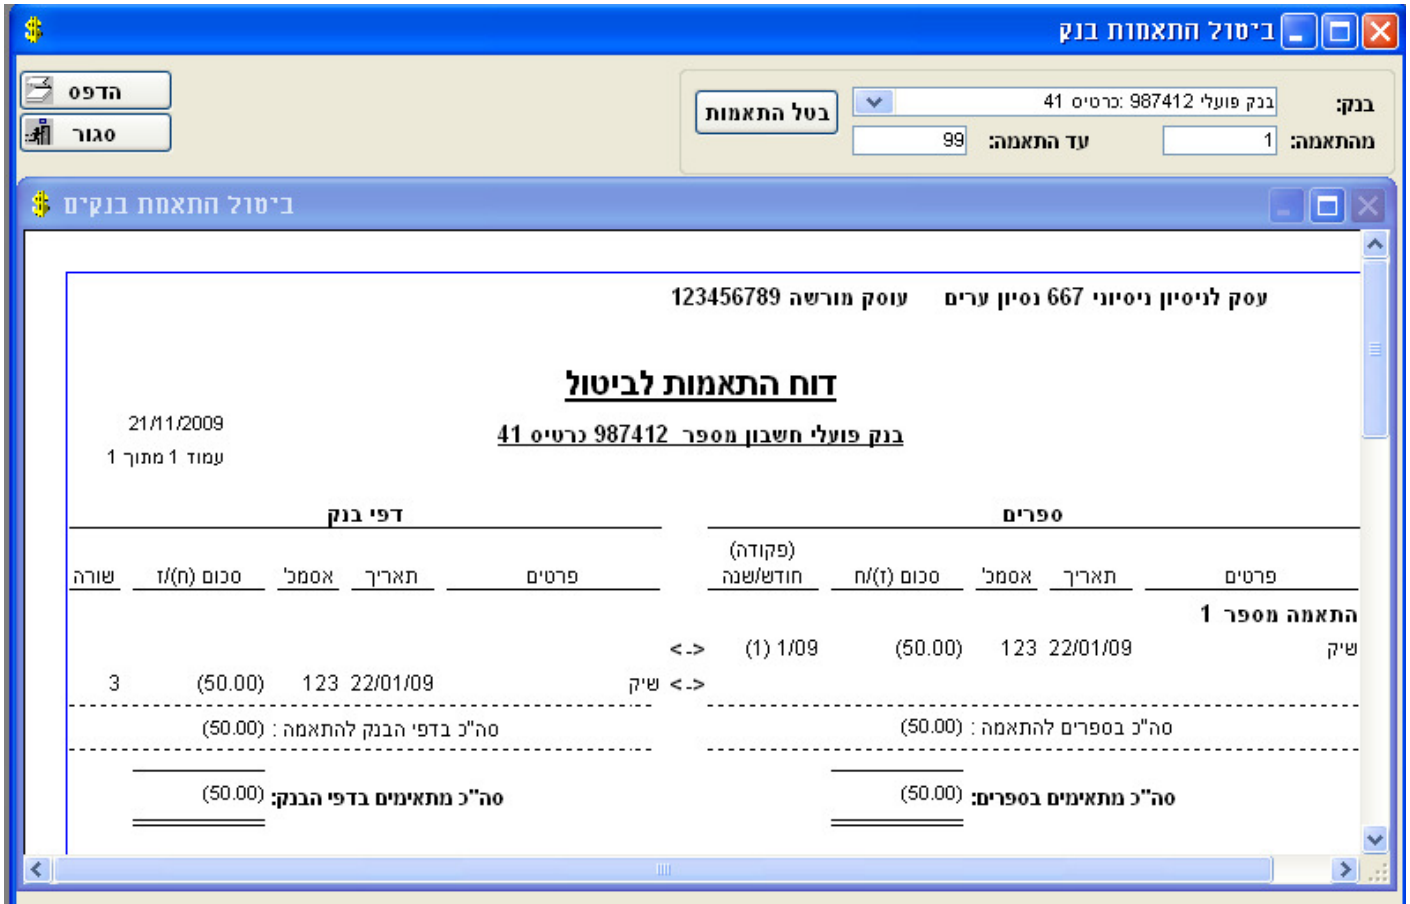 ביטול התאמות בנק
בנק: בנק פועלי 987412 :כרטיס 41
מהתאמה: 1 עד התאמה: 99
בטל התאמות
הדפס
סגור
ביטול התאמת בנקים
עסק לניסיון ניסיוני 667 נסיון ערים עוסק מורשה 123456789
דוח התאמות לביטול
21/11/2009
בנק פועלי חשבון מספר 987412 כרטיס 41
עמוד 1 מתוך 1
ספרים דפי בנק
(פקודה)
פרטים תאריך אסמכ' סכום (ז)/ח חודש/שנה פרטים תאריך אסמכ' סכום (ח)/ז שורה
התאמה מספר 1
שיק 22/01/09 123 (50.00) 1/09 (1) <->
<-> שיק 22/01/09 123 (50.00) 3
סה"כ בספרים להתאמה : (50.00) סה"כ בדפי הבנק להתאמה : (50.00)
סה"כ מתאימים בספרים: (50.00) סה"כ מתאימים בדפי הבנק: (50.00)